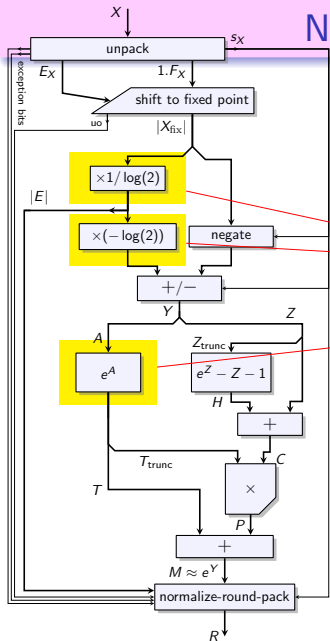 X
N
unpack
s_X
E_X
1.F_X
exception bits
shift to fixed point
ou
|X_fix|
×1/ log(2)
|E|
×(− log(2))
negate
+/−
Y
Z
A
Z_trunc
e^A
e^Z − Z − 1
H
+
T_trunc
C
T
×
P
+
M ≈ e^Y
normalize-round-pack
R